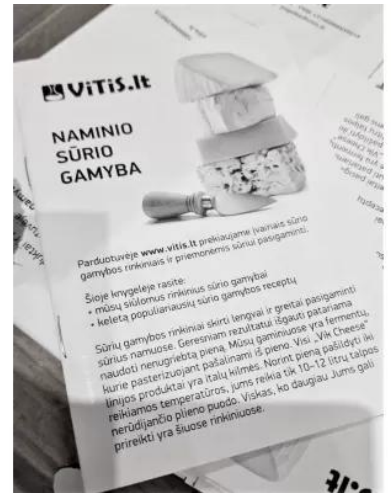 ViTiS.lt
NAMINIO
SŪRIO
GAMYBA
Parduotuvėje www.vitis.lt prekiaujame įvairiais sūrio
gamybos rinkiniais ir priemonėmis sūriui pasigaminti.
Šioje knygelėje rasite:
• mūsų siūlomus rinkinius sūrio gamybai
• keletą populiariausių sūrio gamybos receptų
Sūrių gamybos rinkiniai skirti lengvai ir greitai pasigaminti
sūrius namuose. Geresniam rezultatui išgauti patariama
naudoti nenugriebtą pieną. Mūsų gaminiuose yra fermentų,
kurie pasterizuojant pašalinami iš pieno. Visi „Vik Cheese“
linijos produktai yra italų kilmės. Norint pieną pašildyti iki
reikiamos temperatūros, jums reikia tik 10-12 litrų talpos
nerūdijančio plieno puodo. Viskas, ko daugiau Jums gali
prireikti yra šiuose rinkiniuose.